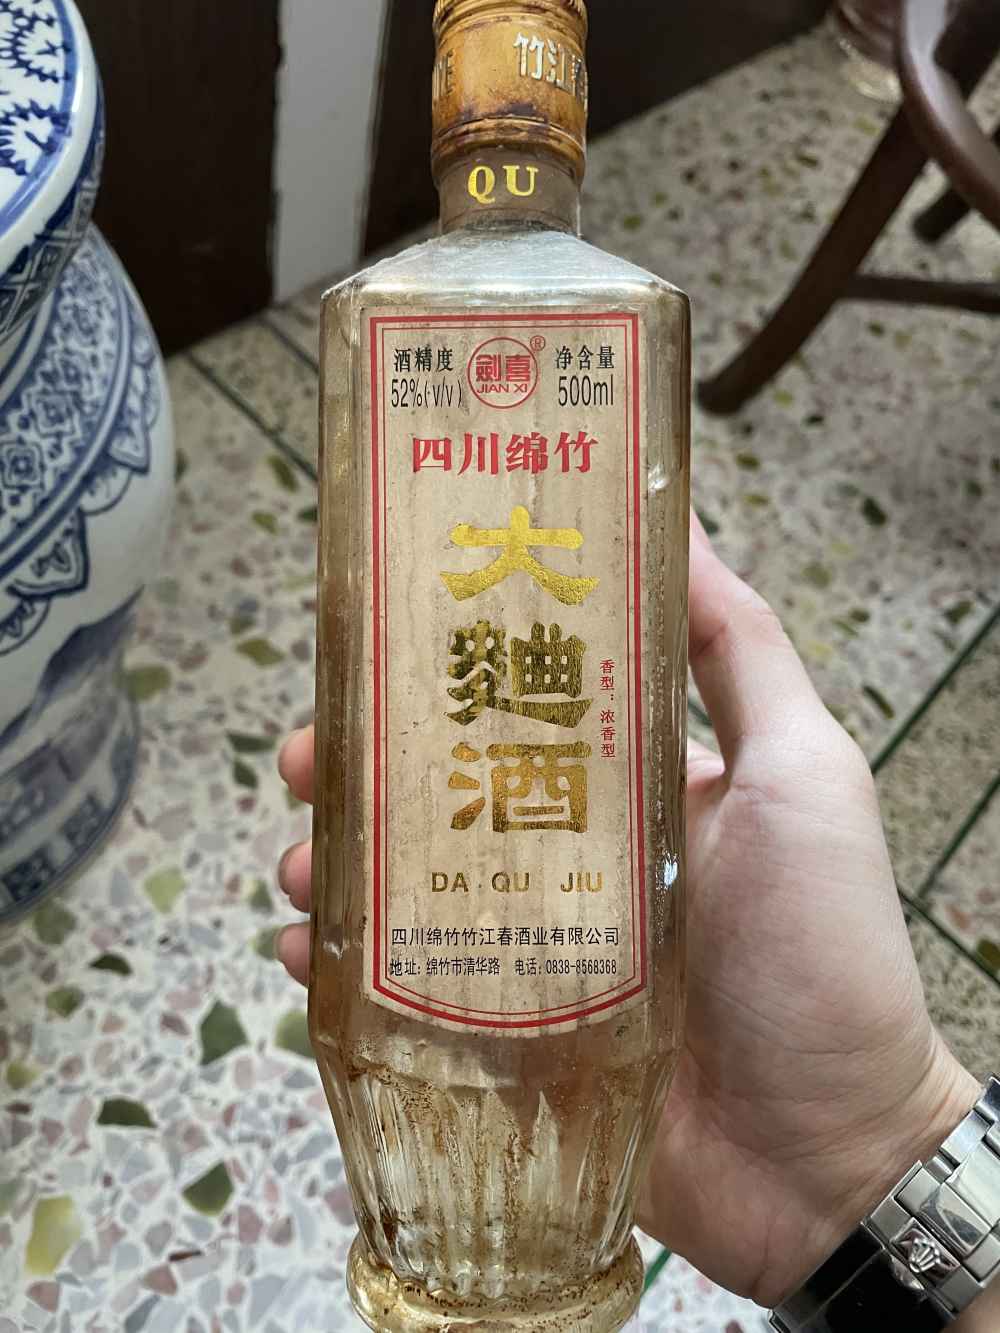 竹江春
QU
酒精度
52%(v/v)
劍喜®
JIAN XI
净含量
500ml
四川绵竹
大
麯
酒
香型：浓香型
DA QU JIU
四川绵竹竹江春酒业有限公司
地址：绵竹市清华路 电话：0838-8568368